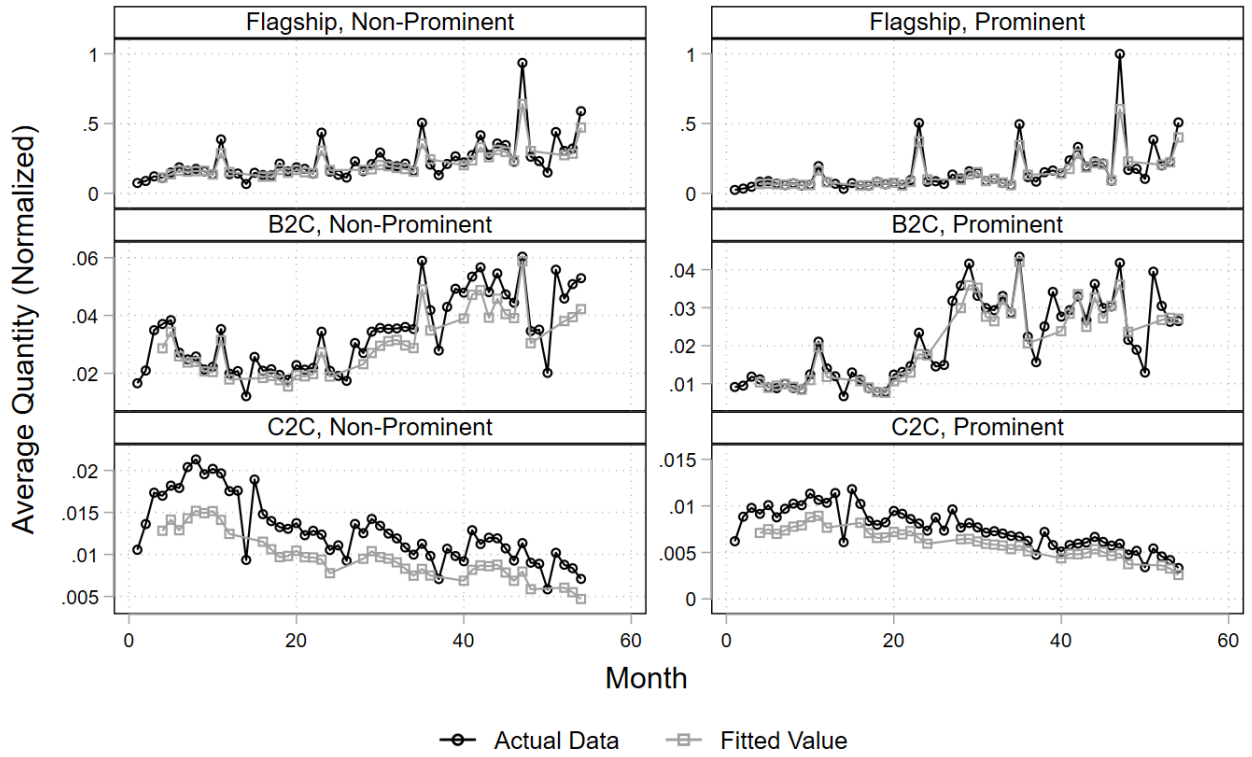 Flagship, Non-Prominent
Flagship, Prominent
1
.5
0
1
.5
0
B2C, Non-Prominent
B2C, Prominent
.06
.04
.02
.04
.03
.02
.01
C2C, Non-Prominent
C2C, Prominent
.02
.015
.01
.005
.015
.01
.005
0
0 20 40 60
0 20 40 60
Average Quantity (Normalized)
Month
Actual Data Fitted Value